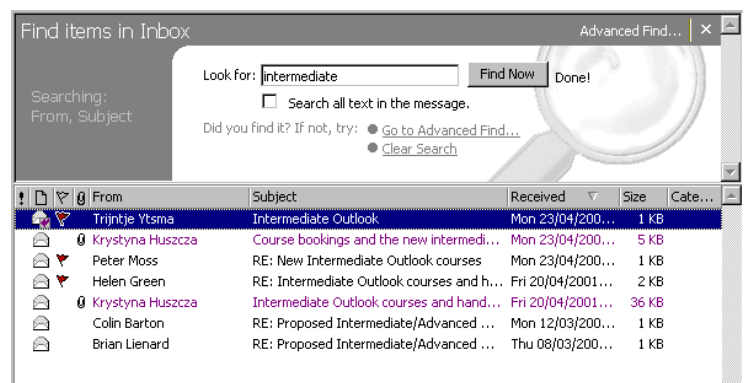 Find items in Inbox Advanced Find... ×
Look for: intermediate Find Now Done!
Searching:
From, Subject
Search all text in the message.
Did you find it? If not, try: Go to Advanced Find...
Clear Search
! From Subject Received Size Cate...
Trijntje Ytsma Intermediate Outlook Mon 23/04/200... 1 KB
Krystyna Huszcza Course bookings and the new intermedi... Mon 23/04/200... 5 KB
Peter Moss RE: New Intermediate Outlook courses Mon 23/04/200... 1 KB
Helen Green RE: Intermediate Outlook courses and h... Fri 20/04/2001... 2 KB
Krystyna Huszcza Intermediate Outlook courses and hand... Fri 20/04/2001... 36 KB
Colin Barton RE: Proposed Intermediate/Advanced ... Mon 12/03/200... 1 KB
Brian Lienard RE: Proposed Intermediate/Advanced ... Thu 08/03/200... 1 KB